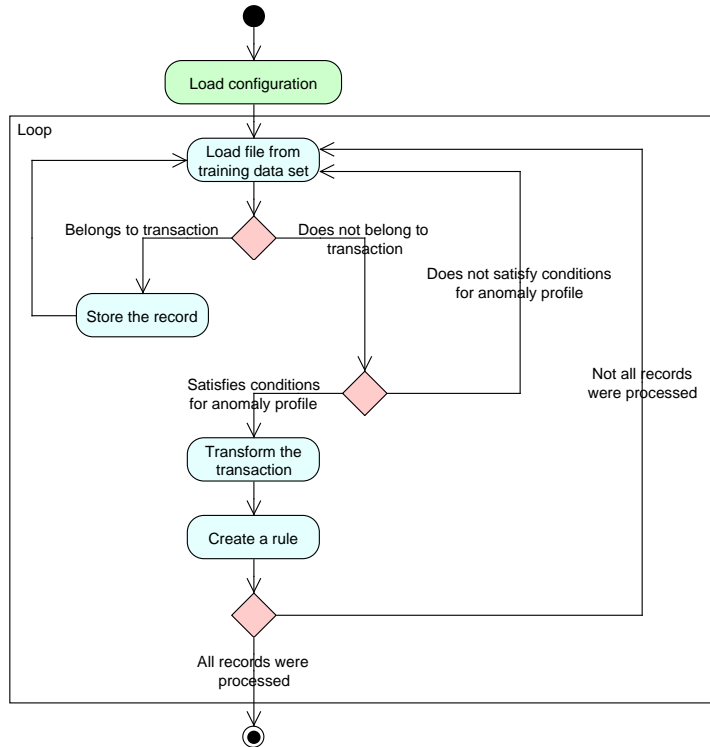 Load configuration
Loop
Load file from
training data set
Belongs to transaction
Does not belong to
transaction
Does not satisfy conditions
for anomaly profile
Store the record
Not all records
were processed
Satisfies conditions
for anomaly profile
Transform the
transaction
Create a rule
All records were
processed